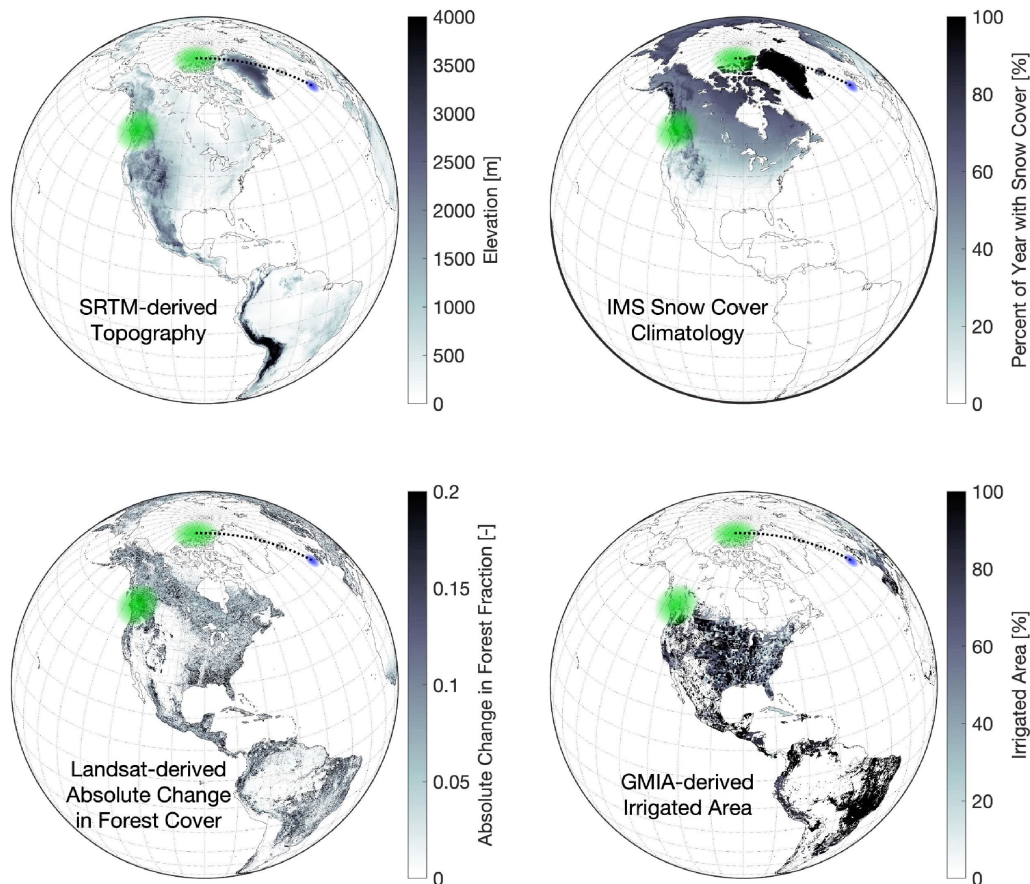 4000
3500
3000
2500
2000
1500
1000
500
0
Elevation [m]
SRTM-derived
Topography
100
80
60
40
20
0
Percent of Year with Snow Cover [%]
IMS Snow Cover
Climatology
0.2
0.15
0.1
0.05
0
Absolute Change in Forest Fraction [-]
Landsat-derived
Absolute Change
in Forest Cover
100
80
60
40
20
0
Irrigated Area [%]
GMIA-derived
Irrigated Area